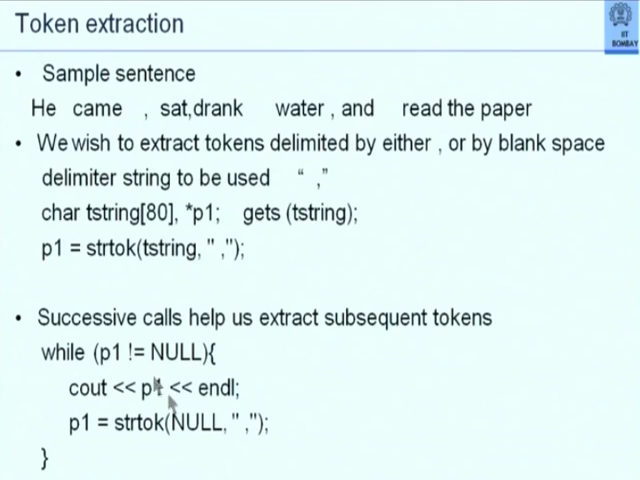 Token extraction
IIT
BOMBAY
• Sample sentence
He came , sat,drank water , and read the paper
• We wish to extract tokens delimited by either , or by blank space
delimiter string to be used “ ,”
char tstring[80], *p1; gets (tstring);
p1 = strtok(tstring, " ,");
• Successive calls help us extract subsequent tokens
while (p1 != NULL){
cout << p1 << endl;
p1 = strtok(NULL, " ,");
}